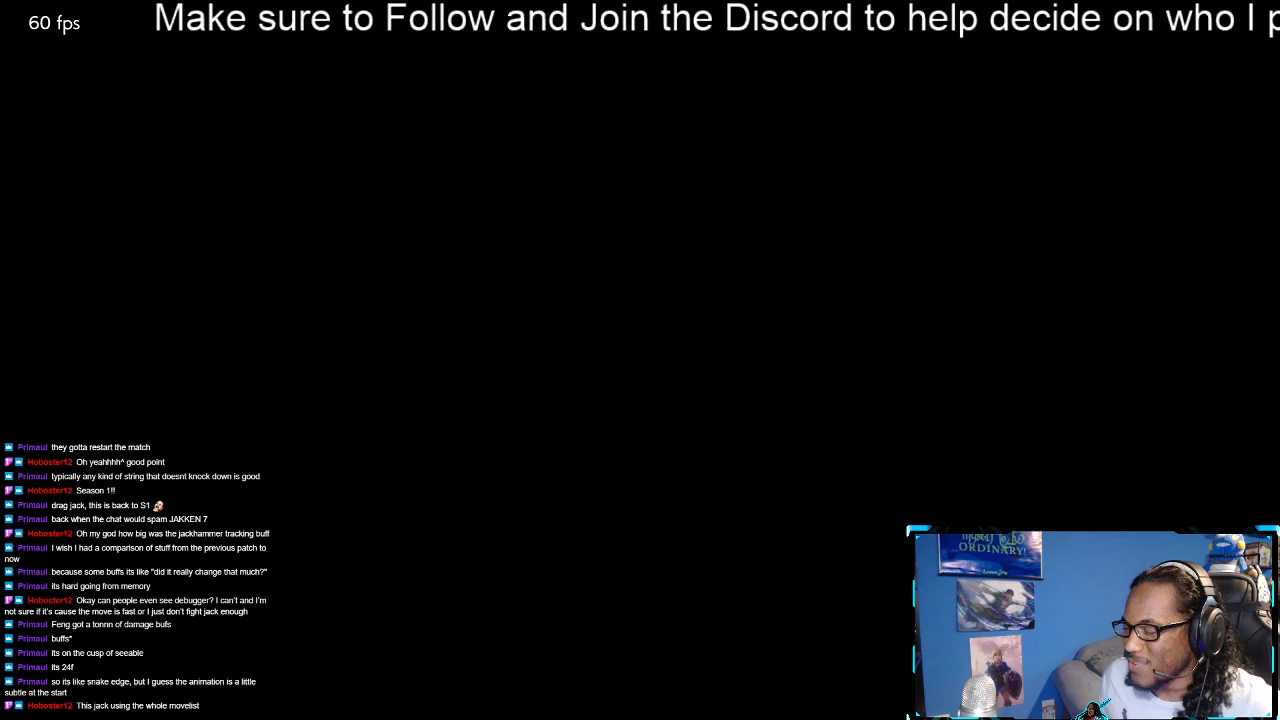 60 fps
Make sure to Follow and Join the Discord to help decide on who I p
Primaul they gotta restart the match
Hoboster12 Oh yeahhhh^ good point
Primaul typically any kind of string that doesnt knock down is good
Hoboster12 Season 1!!
Primaul drag jack, this is back to S1
Primaul back when the chat would spam JAKKEN 7
Hoboster12 Oh my god how big was the jackhammer tracking buff
Primaul I wish I had a comparison of stuff from the previous patch to
now
Primaul because some buffs its like "did it really change that much?"
Primaul its hard going from memory
Hoboster12 Okay can people even see debugger? I can't and I'm
not sure if it's cause the move is fast or I just don't fight jack enough
Primaul Feng got a tonnn of damage bufs
Primaul buffs*
Primaul its on the cusp of seeable
Primaul Its 24f
Primaul so its like snake edge, but I guess the animation is a little
subtle at the start
Hoboster12 This jack using the whole movelist
myself to be
ORDINARY!